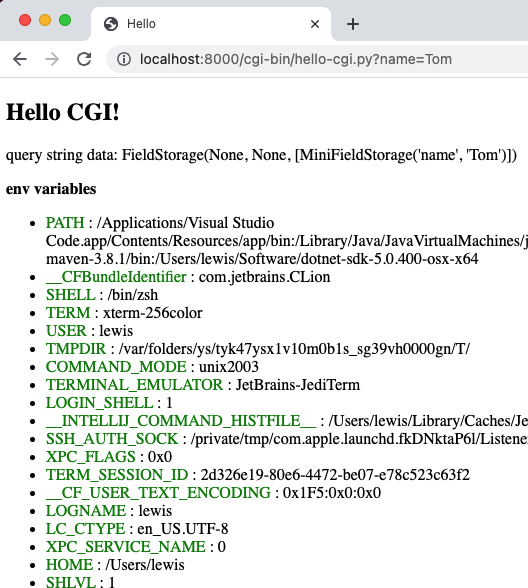 Hello
localhost:8000/cgi-bin/hello-cgi.py?name=Tom
Hello CGI!
query string data: FieldStorage(None, None, [MiniFieldStorage('name', 'Tom')])
env variables
PATH : /Applications/Visual Studio
Code.app/Contents/Resources/app/bin:/Library/Java/JavaVirtualMachines/j
maven-3.8.1/bin:/Users/lewis/Software/dotnet-sdk-5.0.400-osx-x64
__CFBundleIdentifier : com.jetbrains.CLion
SHELL : /bin/zsh
TERM : xterm-256color
USER : lewis
TMPDIR : /var/folders/ys/tyk47ysx1v10m0b1s_sg39vh0000gn/T/
COMMAND_MODE : unix2003
TERMINAL_EMULATOR : JetBrains-JediTerm
LOGIN_SHELL : 1
__INTELLIJ_COMMAND_HISTFILE__ : /Users/lewis/Library/Caches/Je
SSH_AUTH_SOCK : /private/tmp/com.apple.launchd.fkDNktaP6l/Listene
XPC_FLAGS : 0x0
TERM_SESSION_ID : 2d326e19-80e6-4472-be07-e78c523c63f2
__CF_USER_TEXT_ENCODING : 0x1F5:0x0:0x0
LOGNAME : lewis
LC_CTYPE : en_US.UTF-8
XPC_SERVICE_NAME : 0
HOME : /Users/lewis
SHLVL : 1